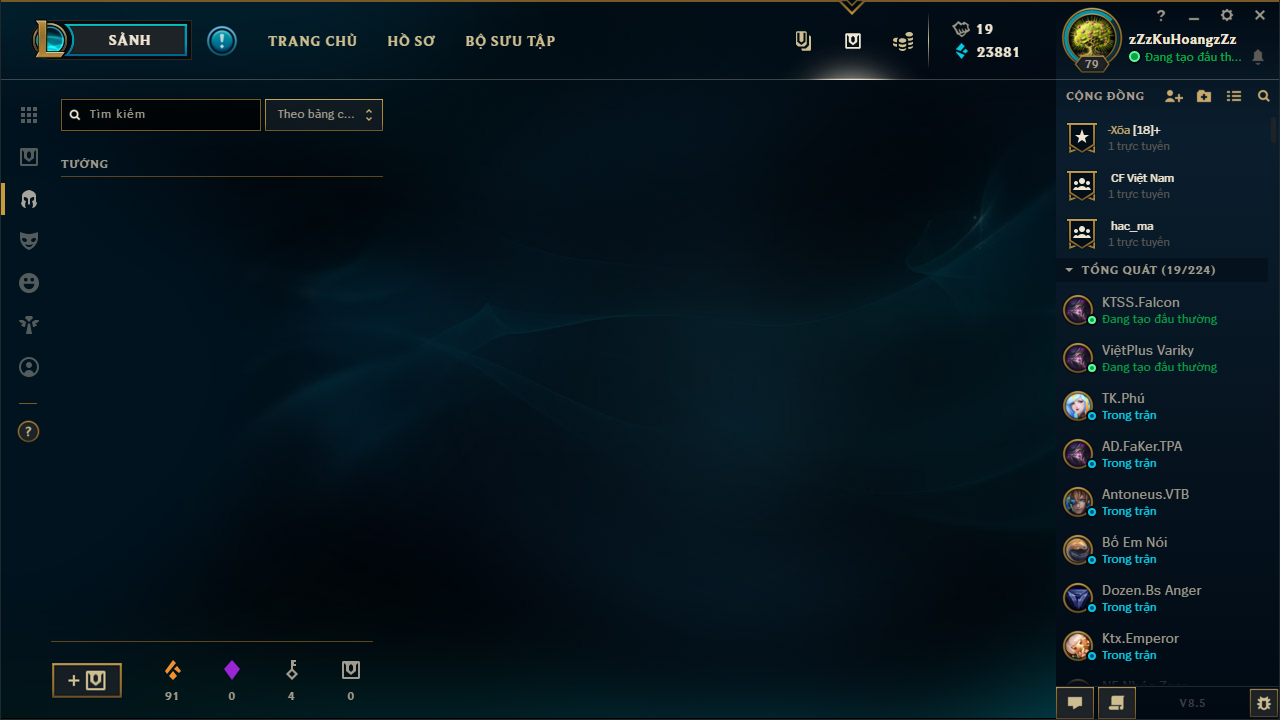 SẢNH
TRANG CHỦ
HỒ SƠ
BỘ SƯU TẬP
19
23881
?
79
zZzKuHoangzZz
Đang tạo đấu th...
Tìm kiếm
Theo bảng c...
TƯỚNG
?
91
0
4
0
CỘNG ĐỒNG
-Xõa [18]+
1 trực tuyến
CF Việt Nam
1 trực tuyến
hac_ma
1 trực tuyến
TỔNG QUÁT (19/224)
KTSS.Falcon
Đang tạo đấu thường
ViệtPlus Variky
Đang tạo đấu thường
TK.Phú
Trong trận
AD.FaKer.TPA
Trong trận
Antoneus.VTB
Trong trận
Bố Em Nói
Trong trận
Dozen.Bs Anger
Trong trận
Ktx.Emperor
Trong trận
V8.5